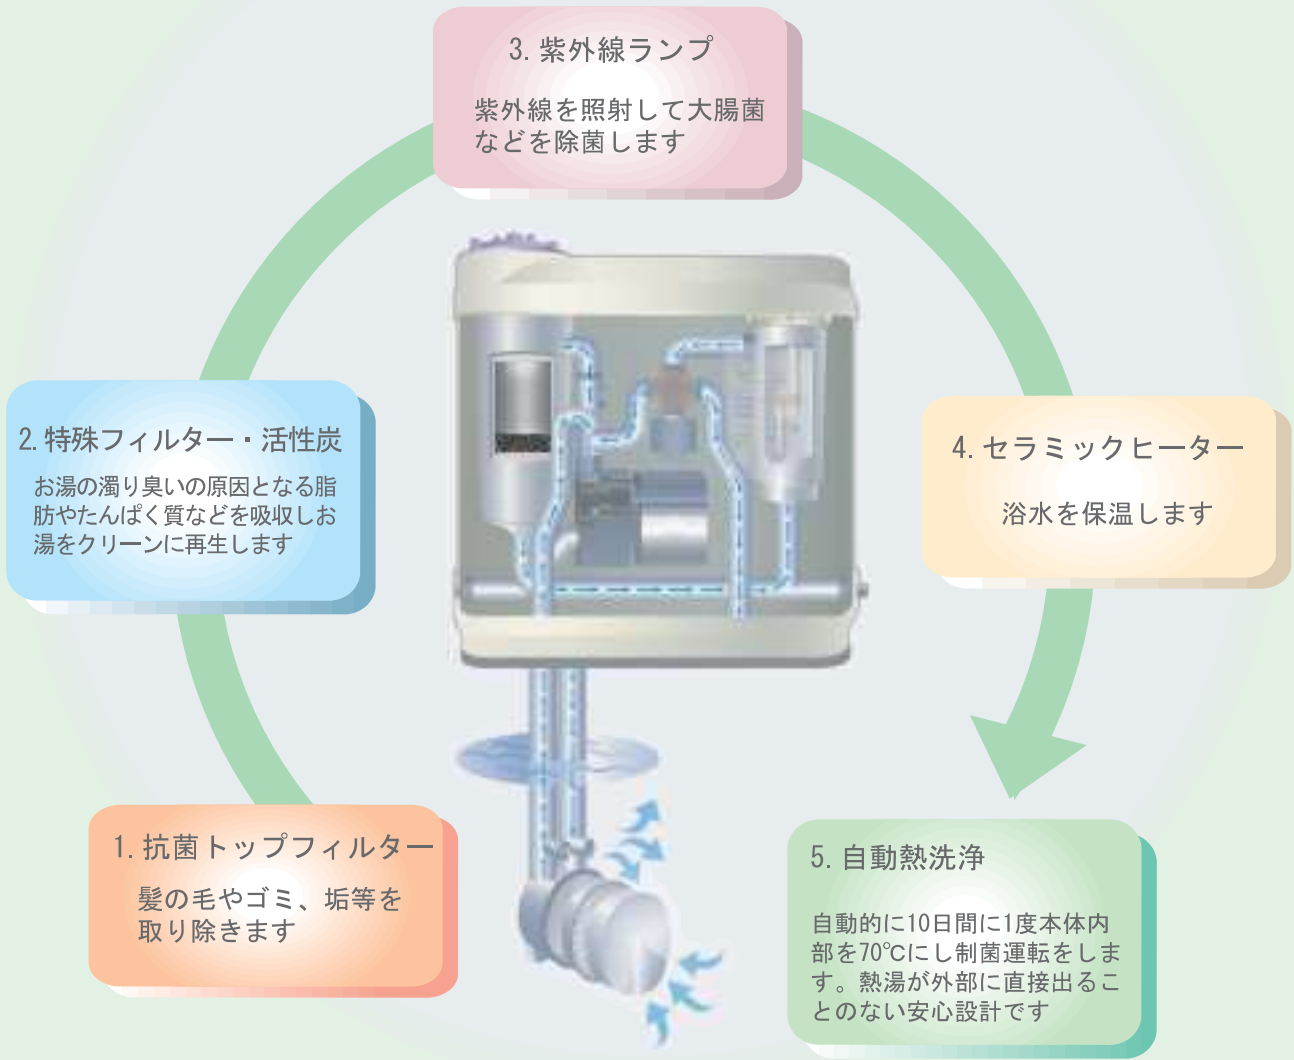 3. 紫外線ランプ
紫外線を照射して大腸菌
などを除菌します
2. 特殊フィルター・活性炭
お湯の濁り臭いの原因となる脂
肪やたんぱく質などを吸収しお
湯をクリーンに再生します
4. セラミックヒーター
浴水を保温します
1. 抗菌トップフィルター
髪の毛やゴミ、垢等を
取り除きます
5. 自動熱洗浄
自動的に10日間に1度本体内
部を70℃にし制菌運転をしま
す。熱湯が外部に直接出るこ
とのない安心設計です